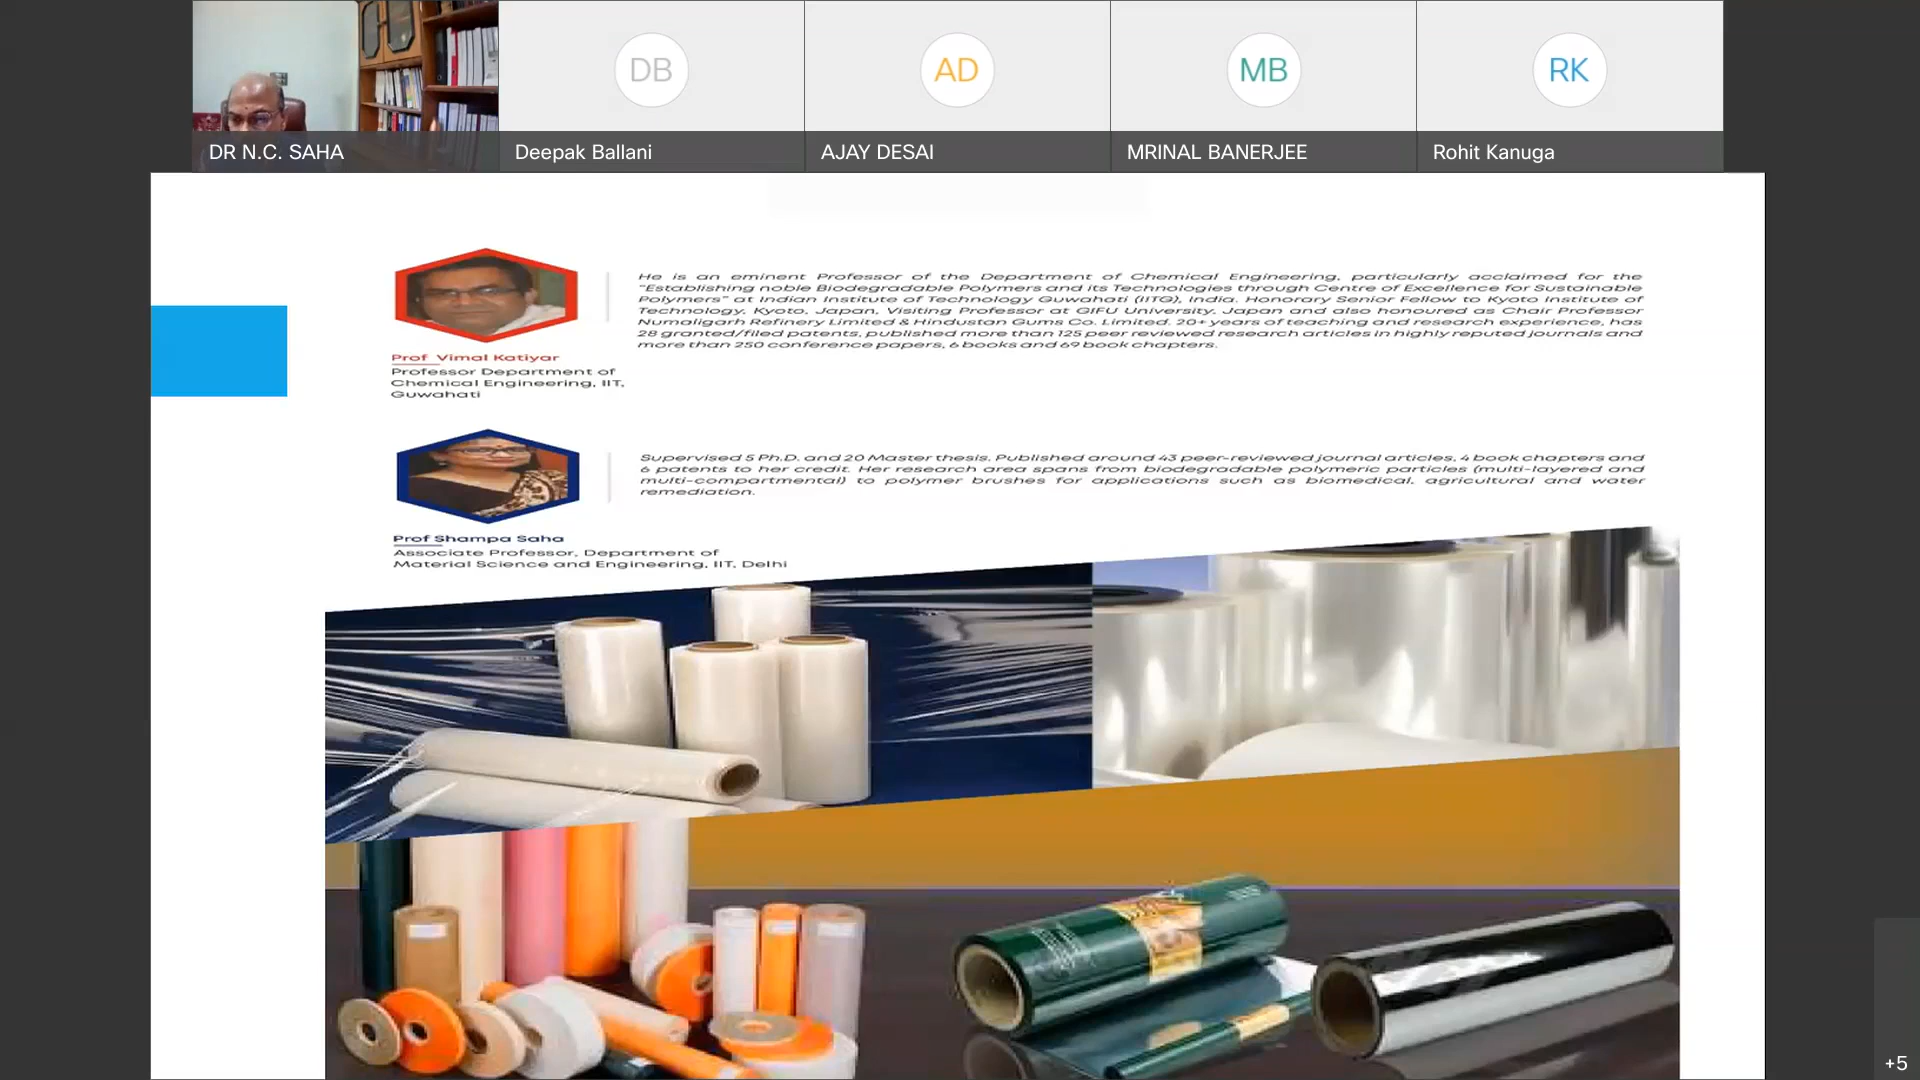 DB
AD
MB
RK
DR N.C. SAHA
Deepak Ballani
AJAY DESAI
MRINAL BANERJEE
Rohit Kanuga
He is an eminent Professor of the Department of Chemical Engineering, particularly acclaimed for the
"Establishing noble Biodegradable Polymers and its Technologies through Centre of Excellence for Sustainable
Polymers" at Indian Institute of Technology Guwahati (IITG), India. Honorary Senior Fellow to Kyoto Institute of
Technology, Kyoto, Japan, Visiting Professor at GIFU University, Japan and also honoured as Chair Professor
Numaligarh Refinery Limited & Hindustan Gums Co. Limited. 20+ years of teaching and research experience, has
28 granted/filed patents, published more than 125 peer reviewed research articles in highly reputed journals and
more than 250 conference papers, 6 books and 69 book chapters.
Prof Vimal Katiyar
Professor Department of
Chemical Engineering, IIT,
Guwahati
Supervised 5 Ph.D. and 20 Master thesis. Published around 43 peer-reviewed journal articles, 4 book chapters and
6 patents to her credit. Her research area spans from biodegradable polymeric particles (multi-layered and
multi-compartmental) to polymer brushes for applications such as biomedical, agricultural and water
remediation.
Prof Shampa Saha
Associate Professor, Department of
Material Science and Engineering, IIT, Delhi
+5